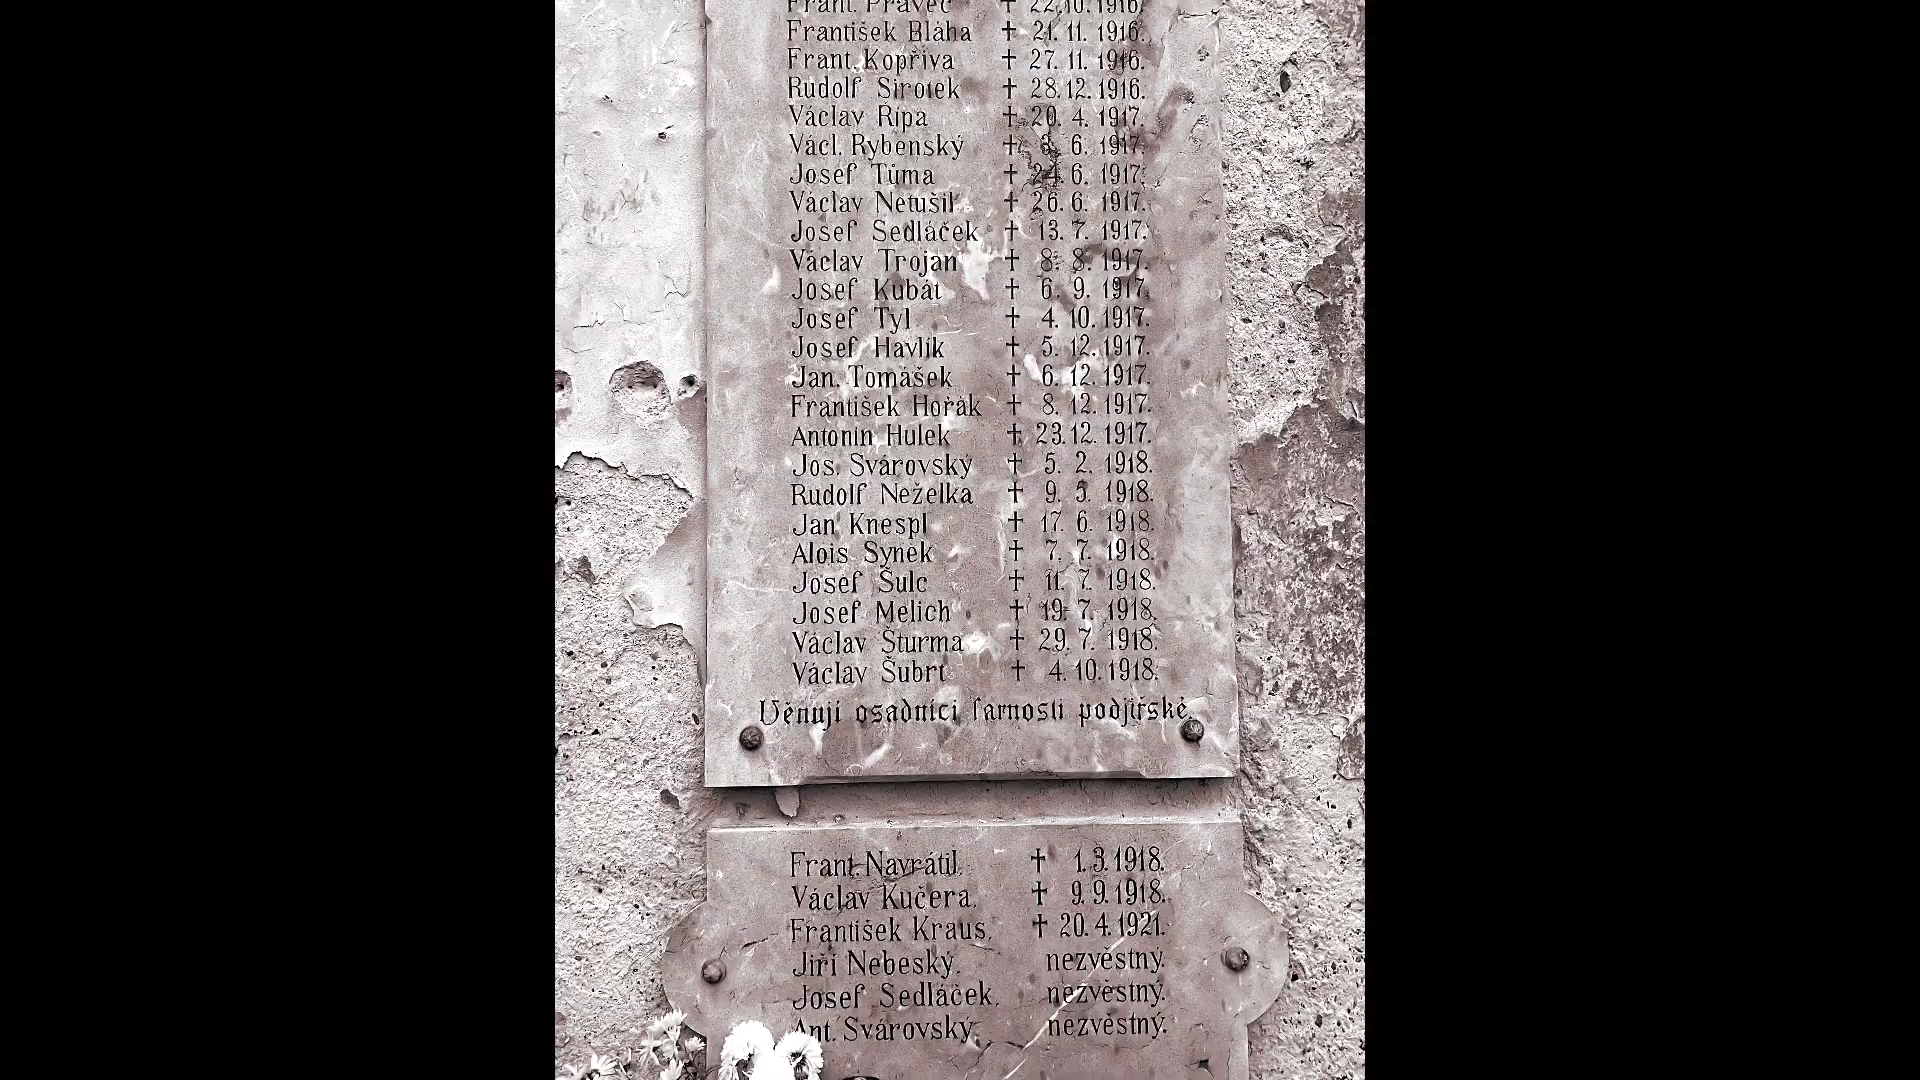 Frant. Pravec † 22.10.1916.
František Bláha † 21. 11. 1916.
Frant. Kopřiva † 27. 11. 1916.
Rudolf Sirotek † 28. 12. 1916.
Václav Řípa † 20. 4. 1917.
Václ. Rybenský † 6. 1917.
Josef Tůma † 24. 6. 1917.
Václav Netušil † 26. 6. 1917.
Josef Sedláček † 13. 7. 1917.
Václav Trojan † 8. 8. 1917.
Josef Kubát † 6. 9. 1917.
Josef Tyl † 4. 10. 1917.
Josef Havlík † 5. 12. 1917.
Jan. Tomášek † 6. 12. 1917.
František Hořák † 8. 12. 1917.
Antonín Hulek † 23. 12. 1917.
Jos. Svárovský † 5. 2. 1918.
Rudolf Neželka † 9. 5. 1918.
Jan Knespl † 17. 6. 1918.
Alois Synek † 7. 7. 1918.
Josef Šulc † 11. 7. 1918.
Josef Melich † 19. 7. 1918.
Václav Šturma † 29. 7. 1918.
Václav Šubrt † 4. 10. 1918.
Věnují osadníci farnosti podjiřské.
Frant. Navrátil. † 1. 3. 1918.
Václav Kučera. † 9. 9. 1918.
František Kraus. † 20. 4. 1921.
Jiří Nebeský. nezvěstný.
Josef Sedláček. nezvěstný.
Ant. Svárovský. nezvěstný.